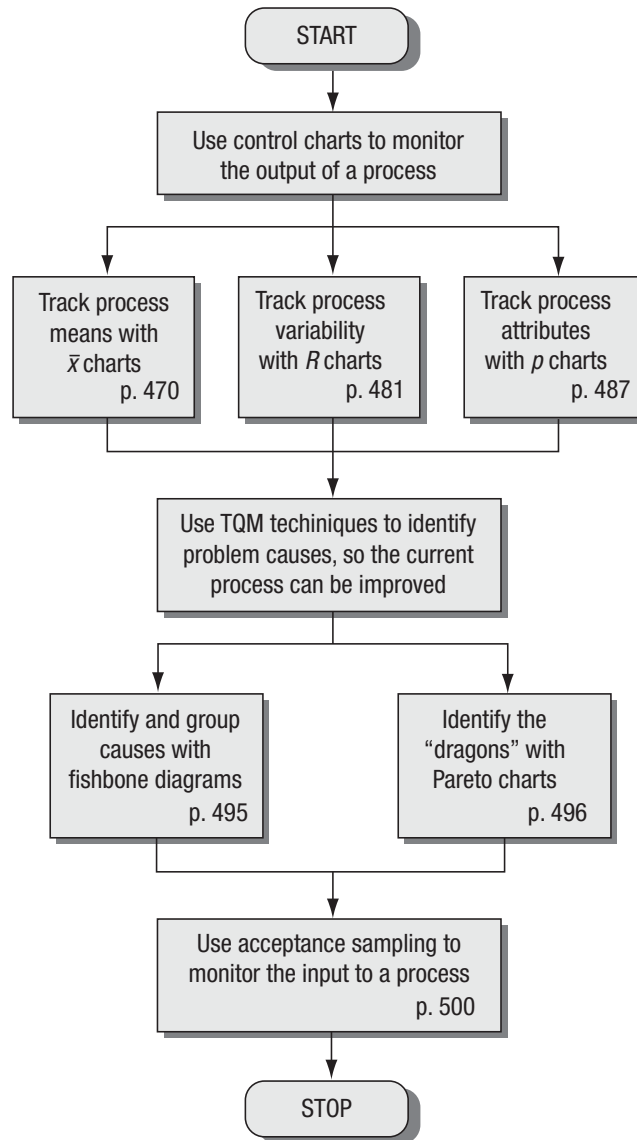 START
Use control charts to monitor
the output of a process
Track process
means with
x̄ charts
p. 470
Track process
variability
with R charts
p. 481
Track process
attributes
with p charts
p. 487
Use TQM techiniques to identify
problem causes, so the current
process can be improved
Identify and group
causes with
fishbone diagrams
p. 495
Identify the
“dragons” with
Pareto charts
p. 496
Use acceptance sampling to
monitor the input to a process
p. 500
STOP